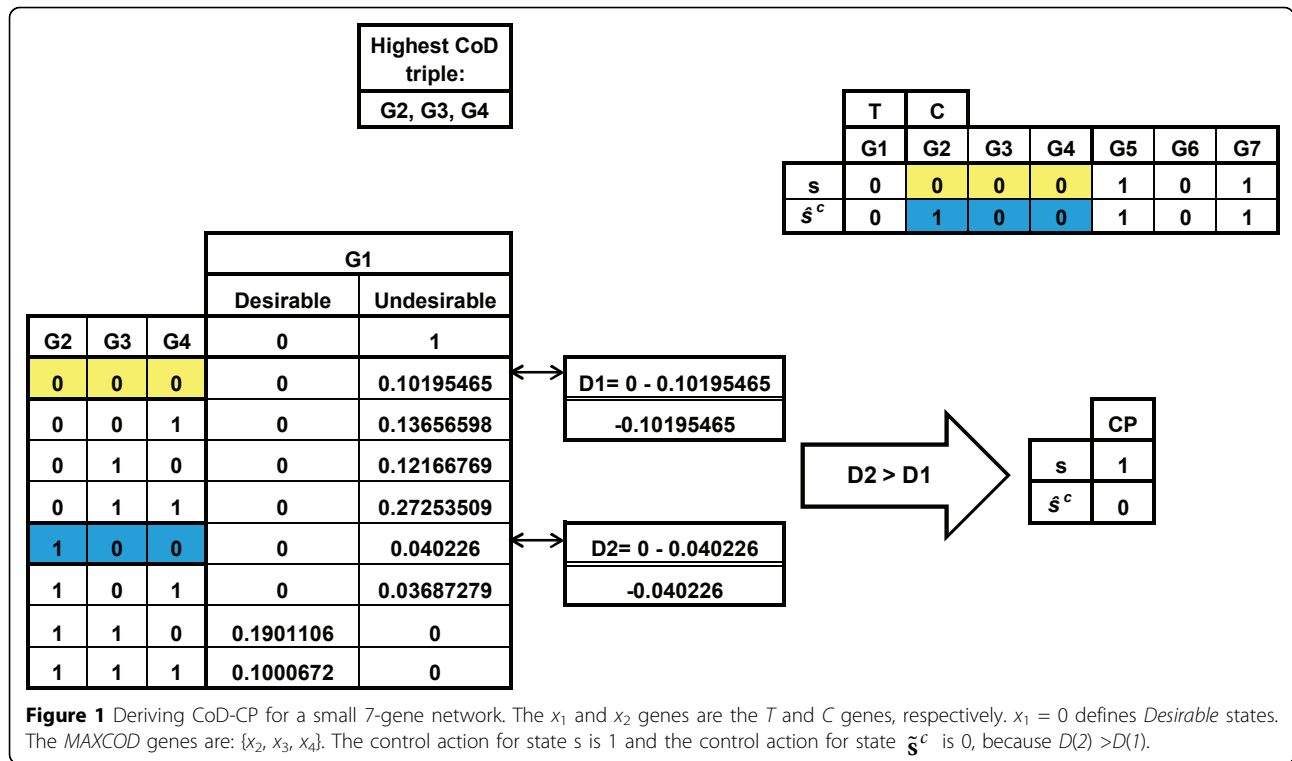 Highest CoD
triple:
G2, G3, G4
T C
G1 G2 G3 G4 G5 G6 G7
s 0 0 0 0 1 0 1
ŝ c 0 1 0 0 1 0 1
G1
Desirable Undesirable
G2 G3 G4 0 1
0 0 0 0 0.10195465
0 0 1 0 0.13656598
0 1 0 0 0.12166769
0 1 1 0 0.27253509
1 0 0 0 0.040226
1 0 1 0 0.03687279
1 1 0 0.1901106 0
1 1 1 0.1000672 0
D1= 0 - 0.10195465
-0.10195465
D2= 0 - 0.040226
-0.040226
D2 > D1
CP
s 1
ŝ c 0
Figure 1 Deriving CoD-CP for a small 7-gene network. The x1 and x2 genes are the T and C genes, respectively. x1 = 0 defines Desirable states.
The MAXCOD genes are: {x2, x3, x4}. The control action for state s is 1 and the control action for state s̃c is 0, because D(2) >D(1).